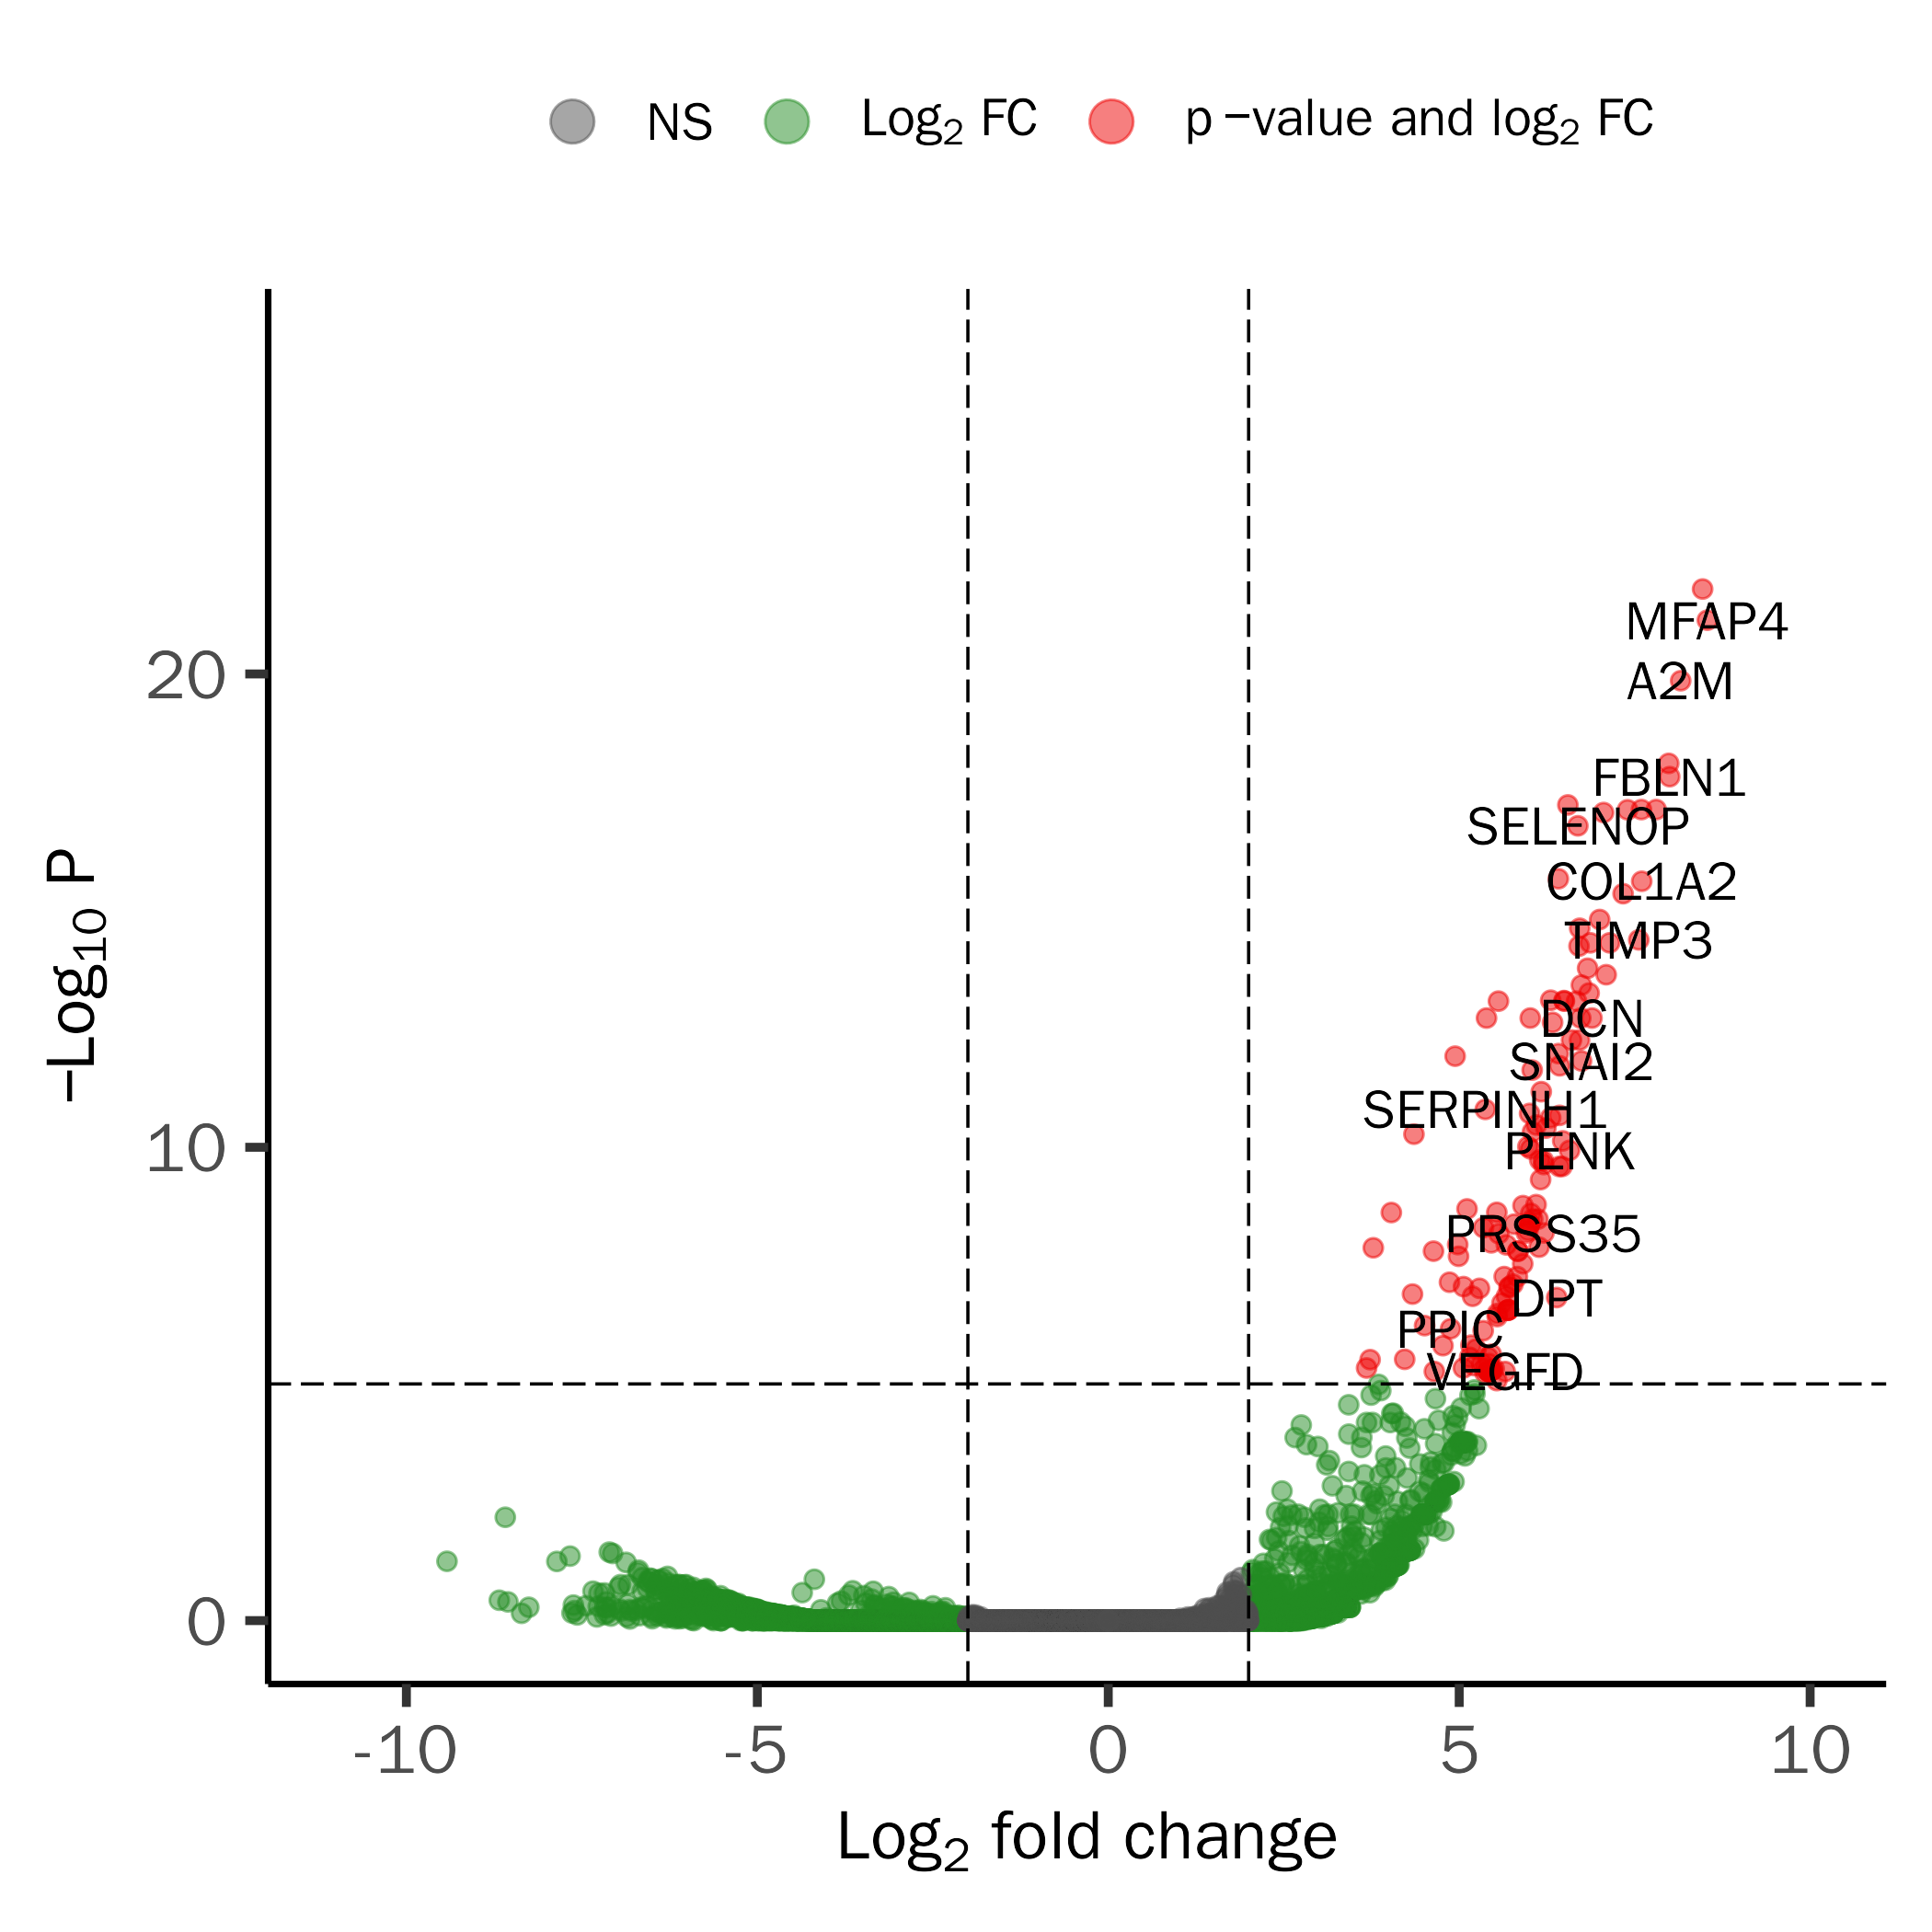 NS Log2 FC p −value and log2 FC
−Log10 P
20
10
0
MFAP4
A2M
FBLN1
SELENOP
COL1A2
TIMP3
DCN
SNAI2
SERPINH1
PENK
PRSS35
DPT
PPIC
VEGFD
-10 -5 0 5 10
Log2 fold change